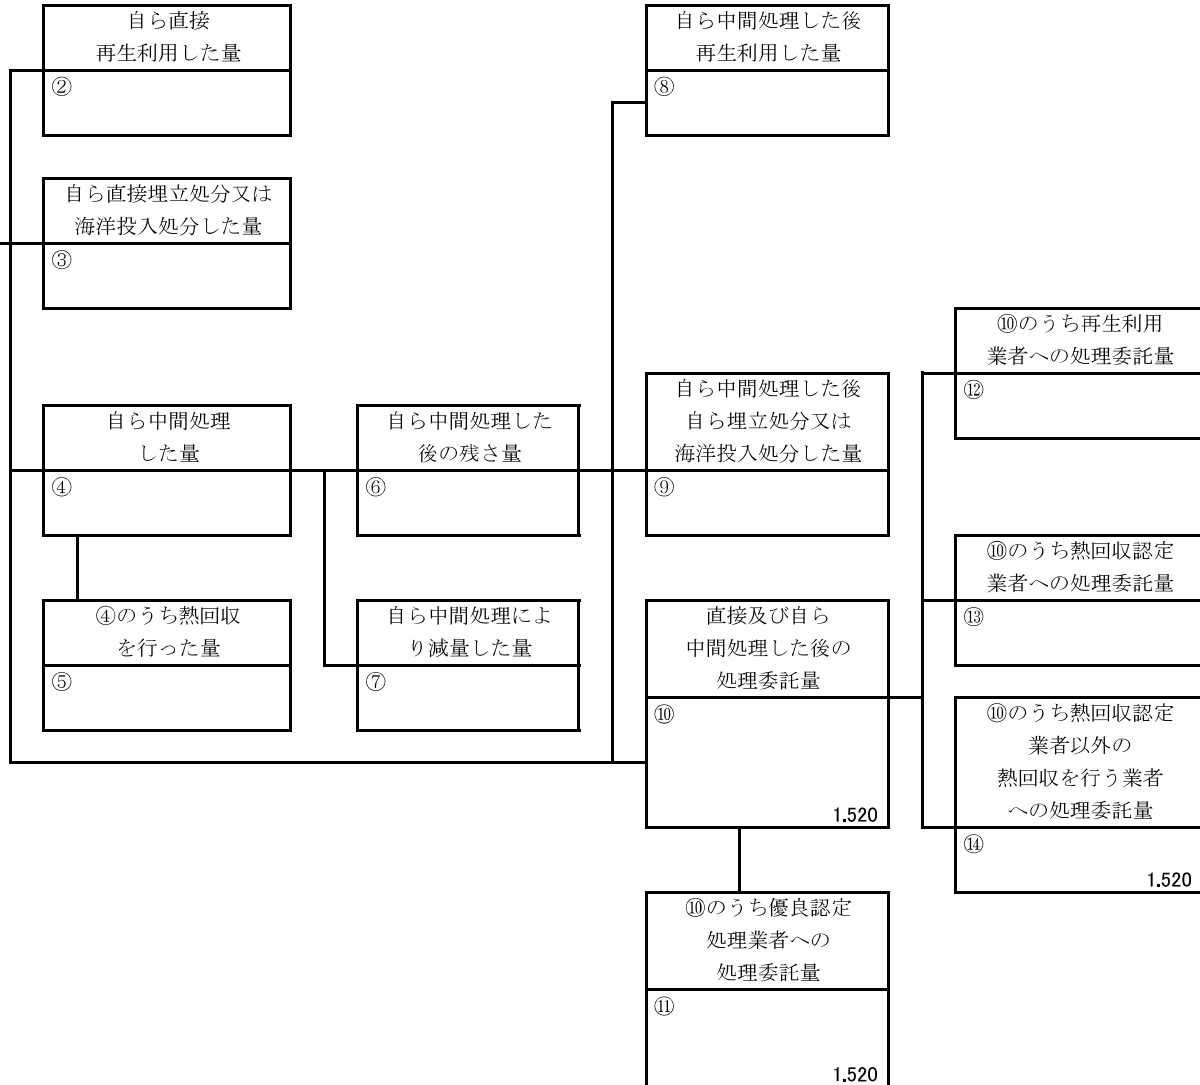 自ら直接
再生利用した量
②
自ら中間処理した後
再生利用した量
⑧
自ら直接埋立処分又は
海洋投入処分した量
③
⑩のうち再生利用
業者への処理委託量
⑫
自ら中間処理
した量
④
自ら中間処理した
後の残さ量
⑥
自ら中間処理した後
自ら埋立処分又は
海洋投入処分した量
⑨
⑩のうち熱回収認定
業者への処理委託量
⑬
④のうち熱回収
を行った量
⑤
自ら中間処理によ
り減量した量
⑦
直接及び自ら
中間処理した後の
処理委託量
⑩
1.520
⑩のうち熱回収認定
業者以外の
熱回収を行う業者
への処理委託量
⑭
1.520
⑩のうち優良認定
処理業者への
処理委託量
⑪
1.520